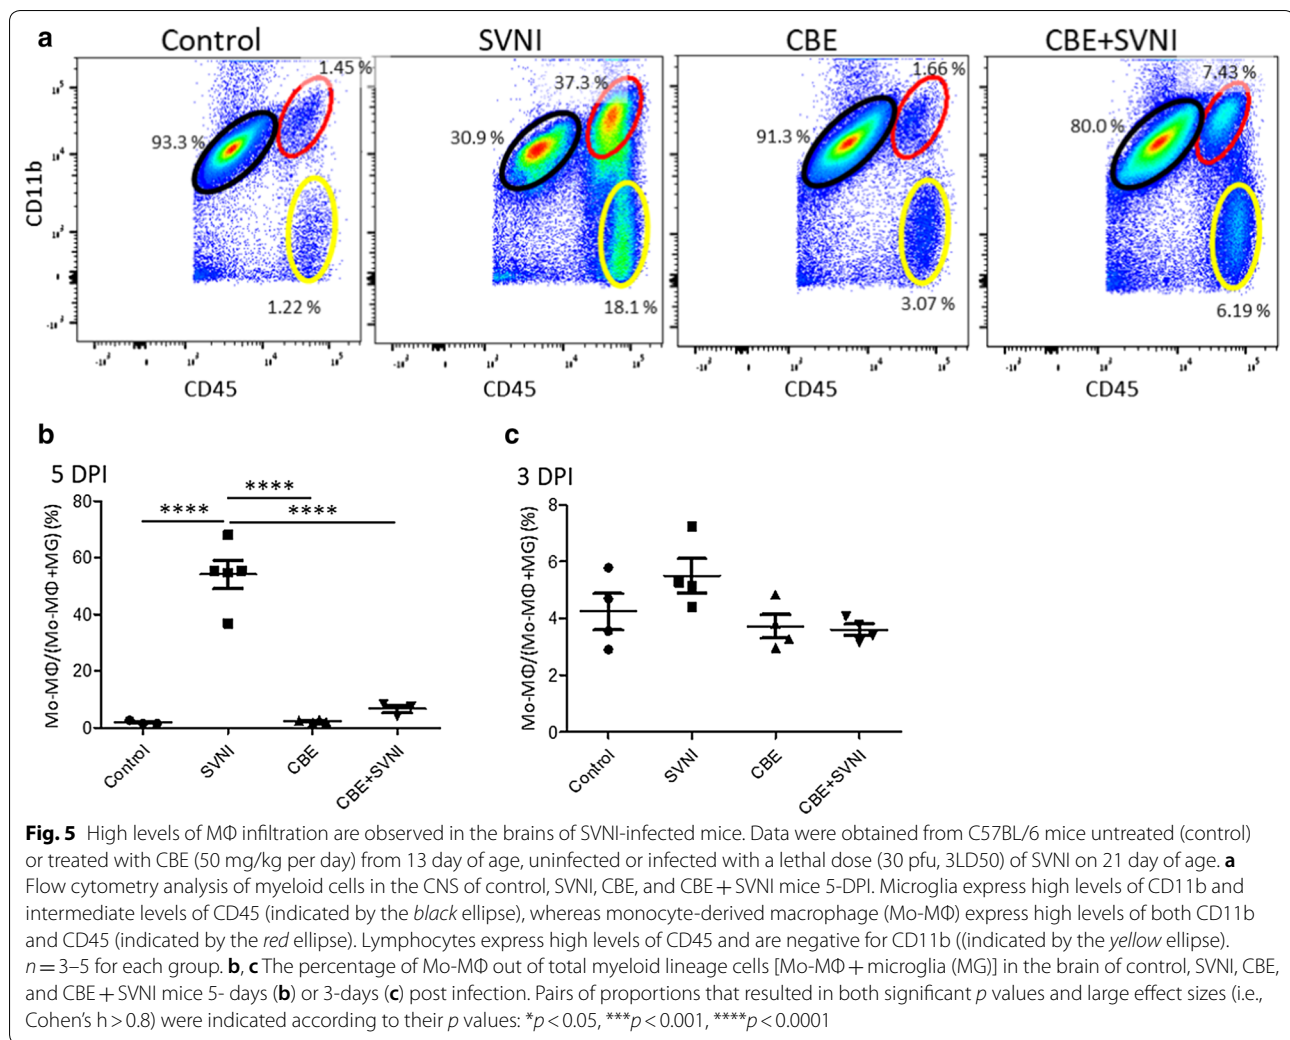 a
Control
SVNI
CBE
CBE+SVNI
1.45 %
37.3 %
1.66 %
7.43 %
93.3 %
30.9 %
91.3 %
80.0 %
CD11b
1.22 %
18.1 %
3.07 %
6.19 %
CD45
CD45
CD45
CD45
b
5 DPI
Mo-MΦ/(Mo-MΦ+MG) (%)
80
60
40
20
0
****
****
****
Control
SVNI
CBE
CBE+SVNI
c
3 DPI
Mo-MΦ/(Mo-MΦ+MG) (%)
8
6
4
2
0
Control
SVNI
CBE
CBE+SVNI
Fig. 5 High levels of MΦ infiltration are observed in the brains of SVNI-infected mice. Data were obtained from C57BL/6 mice untreated (control)
or treated with CBE (50 mg/kg per day) from 13 day of age, uninfected or infected with a lethal dose (30 pfu, 3LD50) of SVNI on 21 day of age. a
Flow cytometry analysis of myeloid cells in the CNS of control, SVNI, CBE, and CBE + SVNI mice 5-DPI. Microglia express high levels of CD11b and
intermediate levels of CD45 (indicated by the black ellipse), whereas monocyte-derived macrophage (Mo-MΦ) express high levels of both CD11b
and CD45 (indicated by the red ellipse). Lymphocytes express high levels of CD45 and are negative for CD11b ((indicated by the yellow ellipse).
n = 3–5 for each group. b, c The percentage of Mo-MΦ out of total myeloid lineage cells [Mo-MΦ + microglia (MG)] in the brain of control, SVNI, CBE,
and CBE + SVNI mice 5- days (b) or 3-days (c) post infection. Pairs of proportions that resulted in both significant p values and large effect sizes (i.e.,
Cohen's h > 0.8) were indicated according to their p values: *p < 0.05, ***p < 0.001, ****p < 0.0001